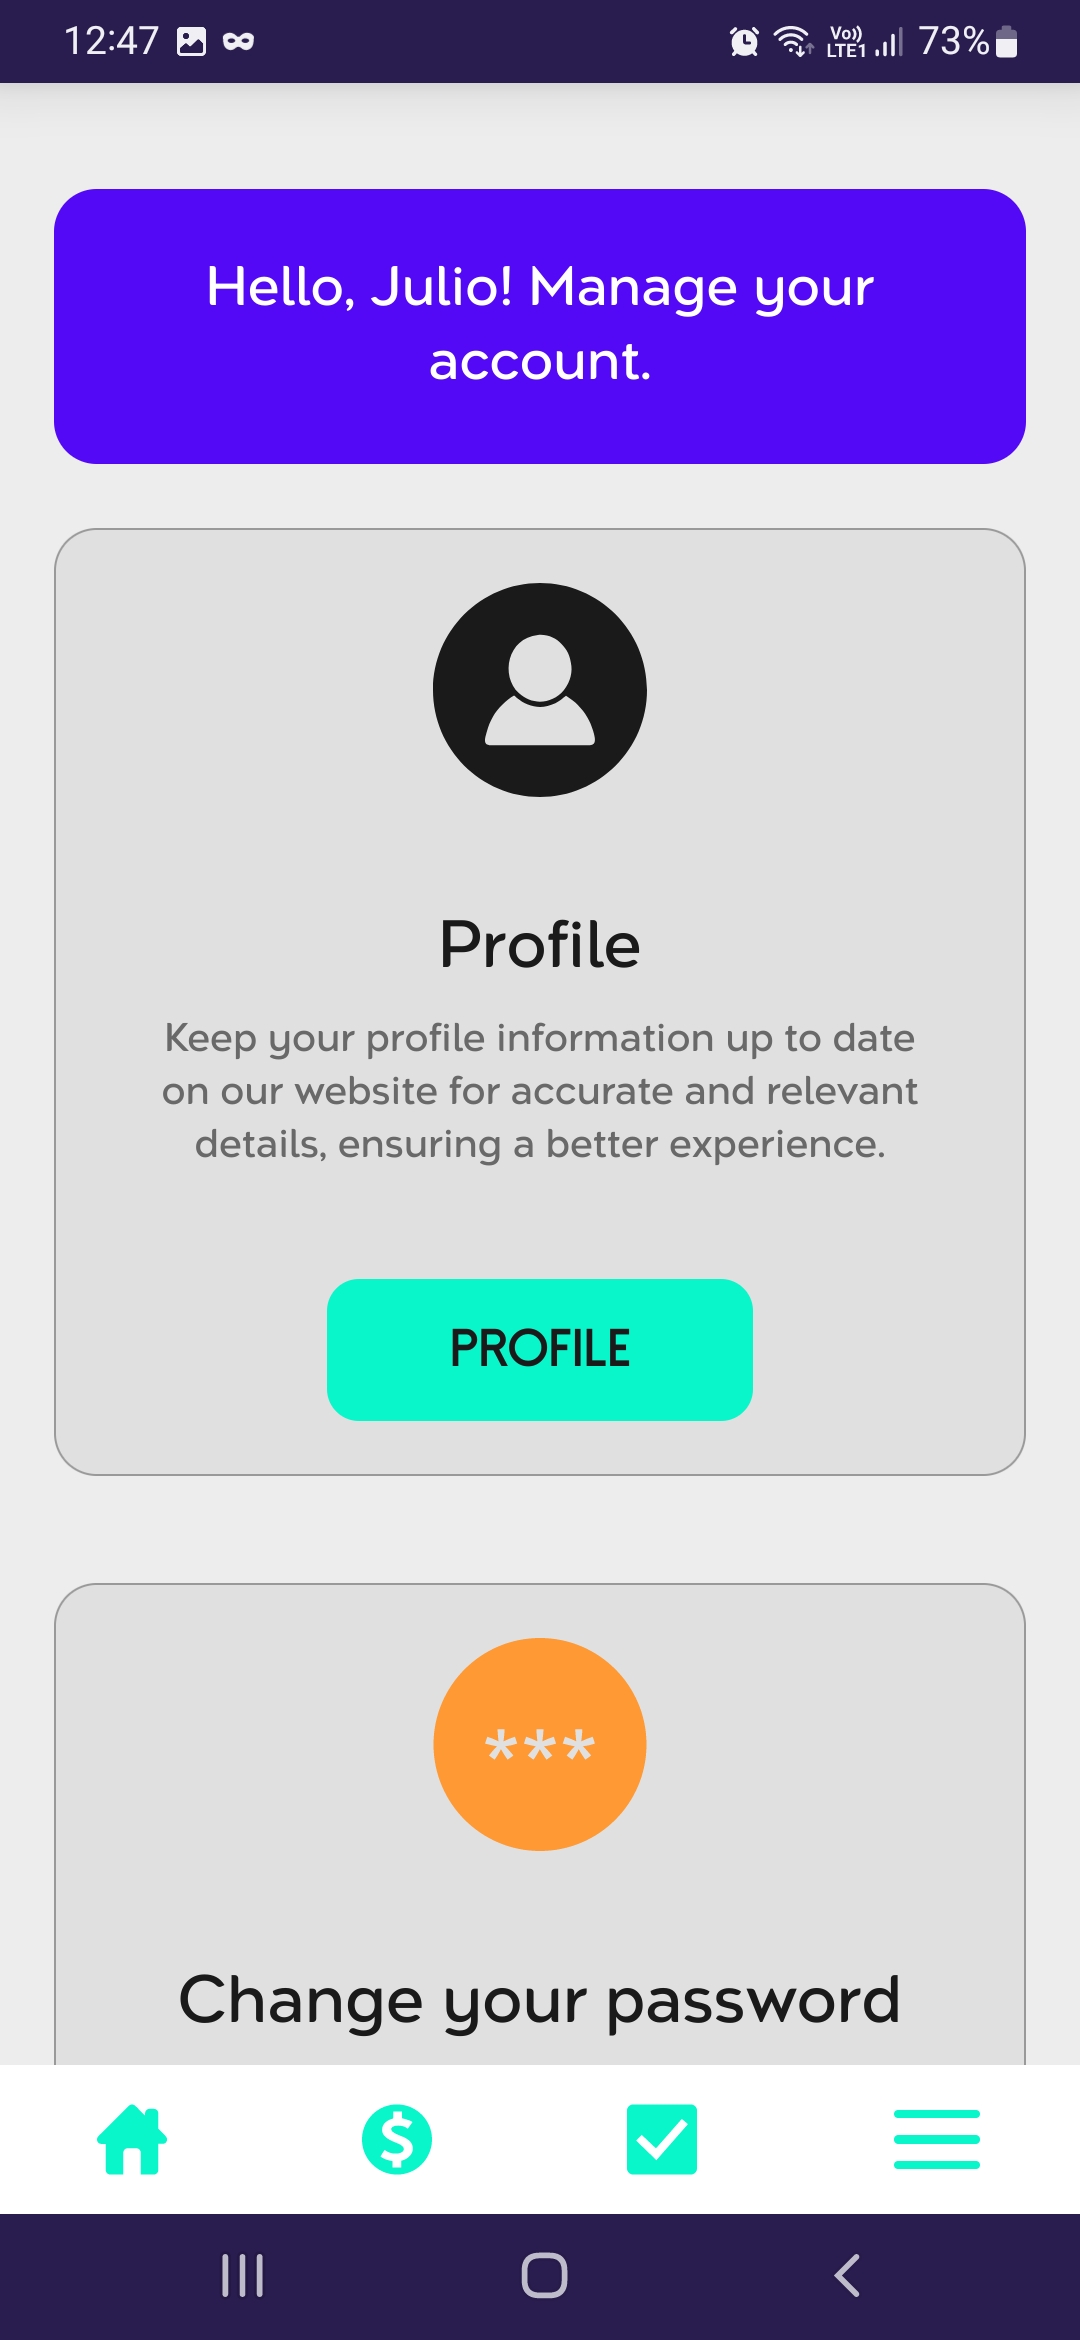 12:47
Vo)) LTE1 73%
Hello, Julio! Manage your
account.
Profile
Keep your profile information up to date
on our website for accurate and relevant
details, ensuring a better experience.
PROFILE
***
Change your password